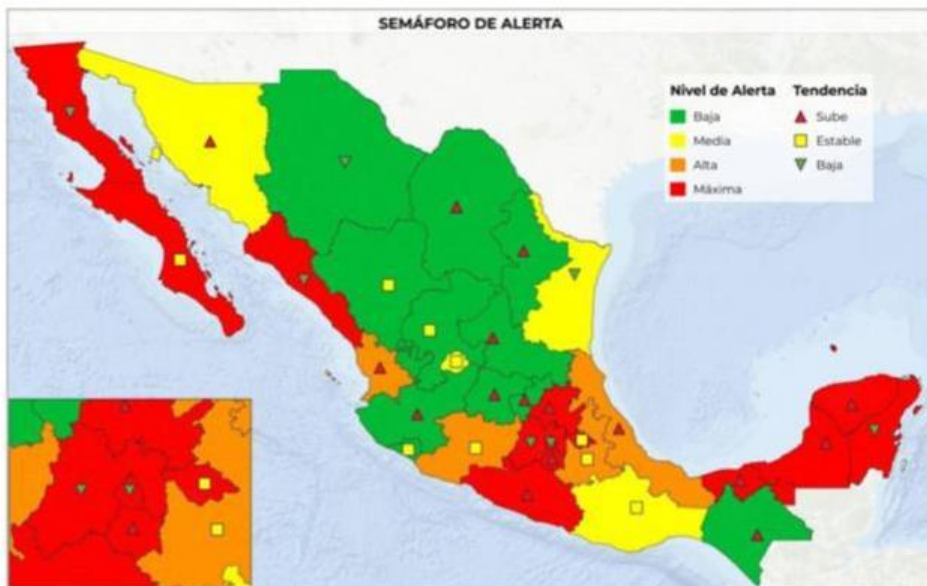 SEMÁFORO DE ALERTA
Nivel de Alerta
Baja
Media
Alta
Máxima
Tendencia
Sube
Estable
Baja